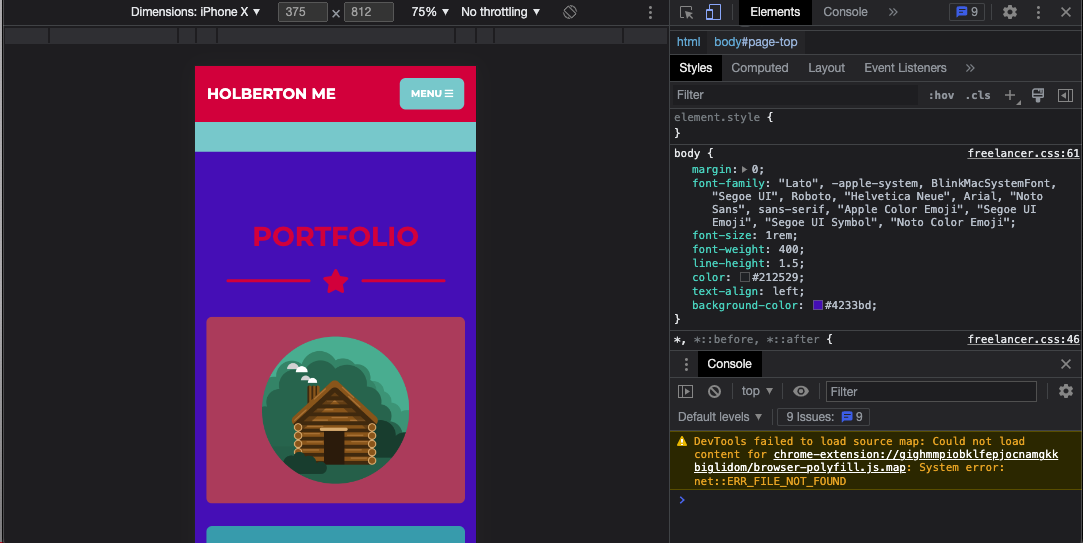 Dimensions: iPhone X ▼ 375 × 812 75% ▼ No throttling ▼
HOLBERTON ME
MENU ☰
PORTFOLIO
Elements Console » 9
html body#page-top
Styles Computed Layout Event Listeners »
Filter :hov .cls +
element.style {
}
body { freelancer.css:61
margin:▶ 0;
font-family: "Lato", -apple-system, BlinkMacSystemFont,
"Segoe UI", Roboto, "Helvetica Neue", Arial, "Noto
Sans", sans-serif, "Apple Color Emoji", "Segoe UI
Emoji", "Segoe UI Symbol", "Noto Color Emoji";
font-size: 1rem;
font-weight: 400;
line-height: 1.5;
color: #212529;
text-align: left;
background-color: #4233bd;
}
*, *::before, *::after { freelancer.css:46
Console
top ▼ Filter
Default levels ▼ 9 Issues: 9
DevTools failed to load source map: Could not load
content for chrome-extension://gighmmpiobklfepjocnamgkk
biglidom/browser-polyfill.js.map: System error:
net::ERR_FILE_NOT_FOUND
>